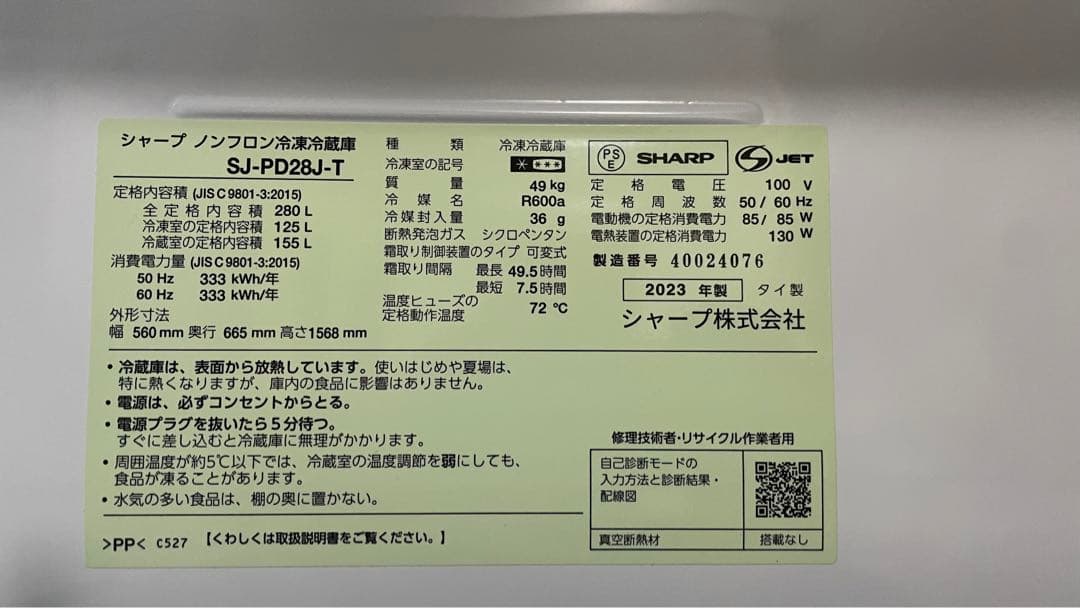 シャープ ノンフロン冷凍冷蔵庫
SJ-PD28J-T
定格内容積 (JIS C 9801-3:2015)
全定格内容積 280 L
冷凍室の定格内容積 125 L
冷蔵室の定格内容積 155 L
消費電力量 (JIS C 9801-3:2015)
50 Hz 333 kWh/年
60 Hz 333 kWh/年
外形寸法
幅 560 mm 奥行 665 mm 高さ1568 mm
種類 冷凍冷蔵庫
冷凍室の記号 * ***
質量 49 kg
冷媒名 R600a
冷媒封入量 36 g
断熱発泡ガス シクロペンタン
霜取り制御装置のタイプ 可変式
霜取り間隔 最長 49.5 時間
最短 7.5 時間
温度ヒューズの
定格動作温度 72 ℃
PS
E SHARP
S JET
定格電圧 100 V
定格周波数 50 / 60 Hz
電動機の定格消費電力 85 / 85 W
電熱装置の定格消費電力 130 W
製造番号 40024076
2023 年製 タイ製
シャープ株式会社
・冷蔵庫は、表面から放熱しています。使いはじめや夏場は、
特に熱くなりますが、庫内の食品に影響はありません。
・電源は、必ずコンセントからとる。
・電源プラグを抜いたら5分待つ。
すぐに差し込むと冷蔵庫に無理がかかります。
・周囲温度が約5℃以下では、冷蔵室の温度調節を弱にしても、
食品が凍ることがあります。
・水気の多い食品は、棚の奥に置かない。
>PP< C527 【くわしくは取扱説明書をご覧ください。】
修理技術者・リサイクル作業者用
自己診断モードの
入力方法と診断結果・
配線図
真空断熱材 搭載なし